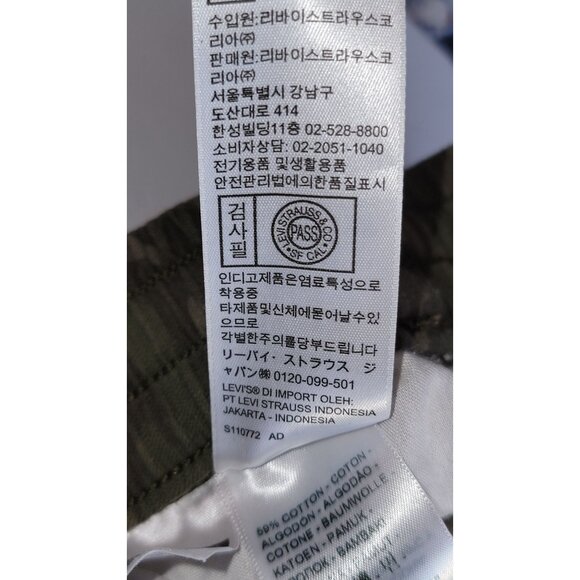 수입원:리바이스트라우스코
리아㈜
판매원:리바이스트라우스코
리아㈜
서울특별시 강남구
도산대로 414
한성빌딩11층 02-528-8800
소비자상담: 02-2051-1040
전기용품 및생활용품
안전관리법에의한품질표시
검사필
LEVI STRAUSS & CO
PASS
SF CAL
인디고제품은염료특성으로
착용중
타제품및신체에묻어날수있
으므로
각별한주의를당부드립니다
リーバイ・ストラウス ジ
ャパン㈱ 0120-099-501
LEVI'S® DI IMPORT OLEH:
PT LEVI STRAUSS INDONESIA
JAKARTA - INDONESIA
S110772 AD
59% COTTON - COTON -
ALGODÓN - ALGODÃO -
COTONE - BAUMWOLLE
KATOEN - PAMUK -
ХЛОПОК - BAMBAKI